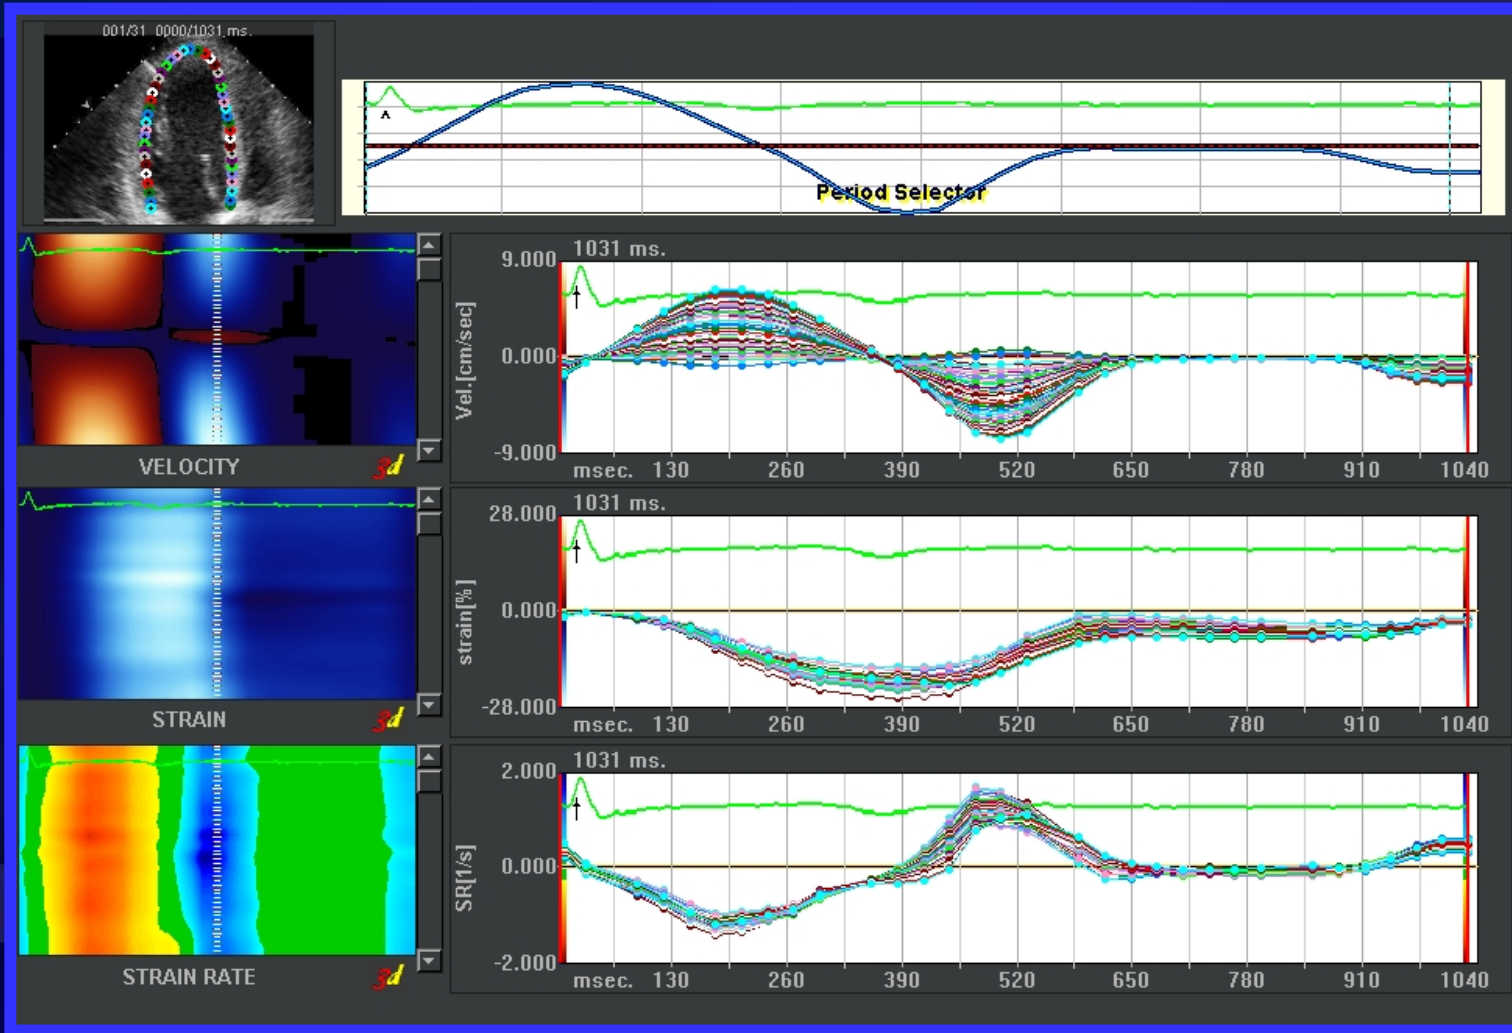 001/31 0000/1031 ms.
^
Period Selector
VELOCITY
3d
1031 ms.
9.000
0.000
-9.000
Vel.[cm/sec]
msec. 130 260 390 520 650 780 910 1040
STRAIN
3d
1031 ms.
28.000
0.000
-28.000
strain[%]
msec. 130 260 390 520 650 780 910 1040
STRAIN RATE
3d
1031 ms.
2.000
0.000
-2.000
SR[1/s]
msec. 130 260 390 520 650 780 910 1040